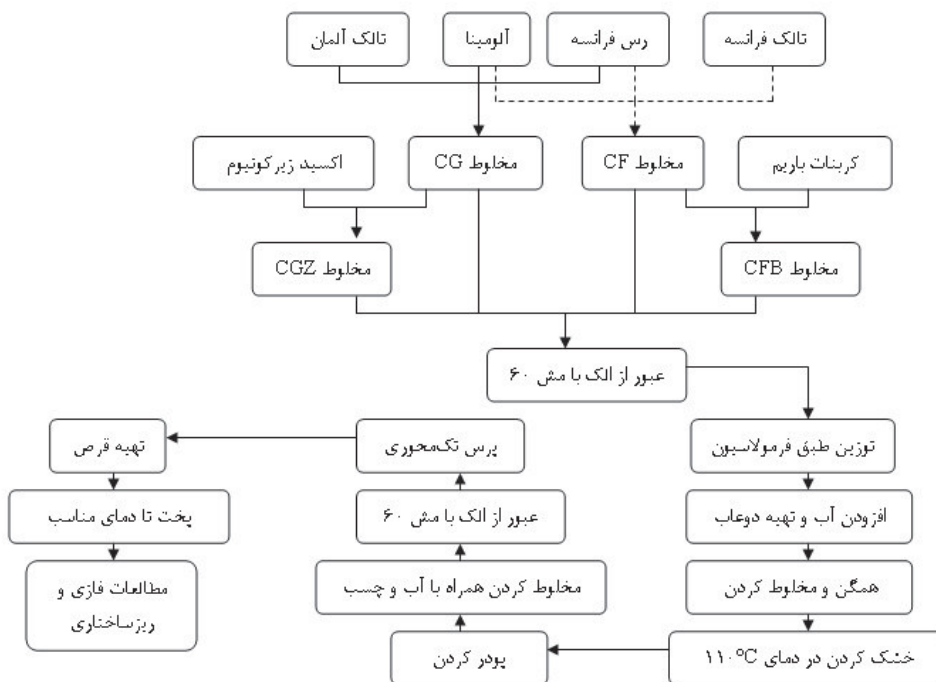 تالک فرانسه
رس فرانسه
آلومینا
تالک آلمان
کربنات باریم
مخلوط CF
مخلوط CG
اکسید زیرکونیوم
مخلوط CFB
مخلوط CGZ
عبور از الک با مش ۶۰
توزین طبق فرمولاسیون
افزودن آب و تهیه دوغاب
همگن و مخلوط کردن
خشک کردن در دمای ۱۱۰°C
پودر کردن
مخلوط کردن همراه با آب و چسب
عبور از الک با مش ۶۰
پرس تک‌محوری
تهیه قرص
پخت تا دمای مناسب
مطالعات فازی و
ریزساختاری